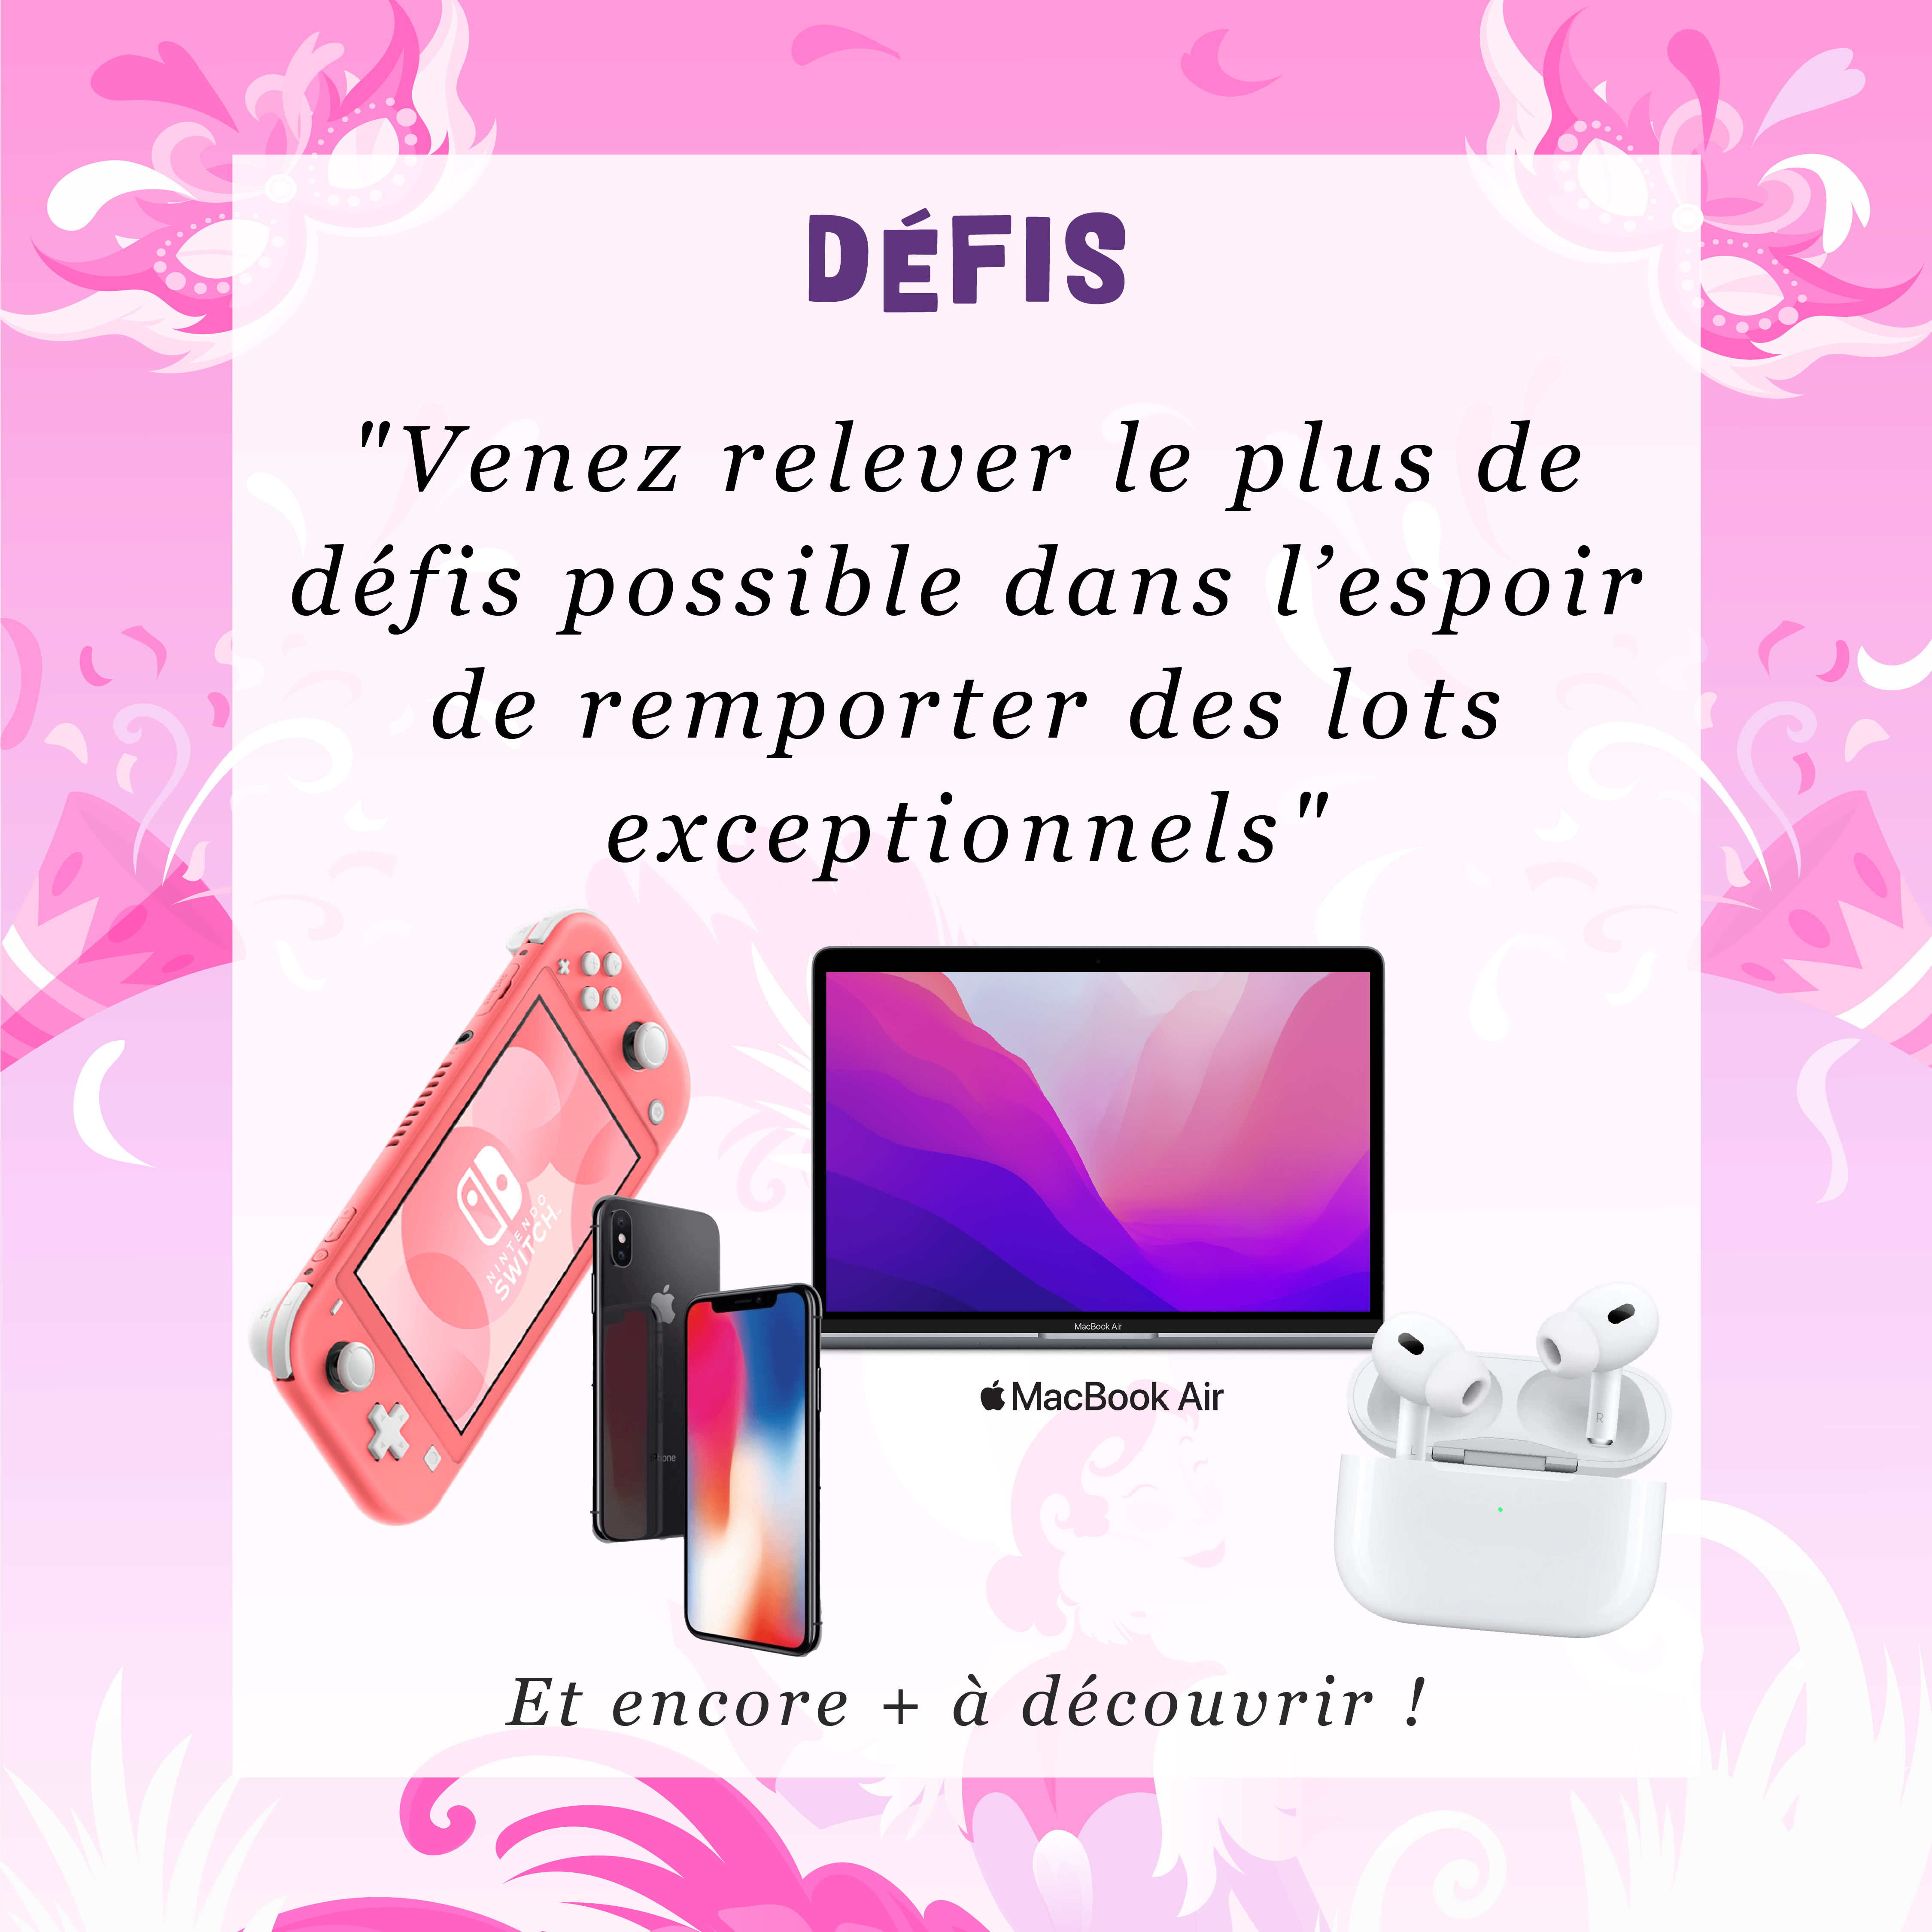 DÉFIS
"Venez relever le plus de
défis possible dans l’espoir
de remporter des lots
exceptionnels"
NINTENDO
SWITCH
iPhone
MacBook Air
MacBook Air
L
R
Et encore + à découvrir !